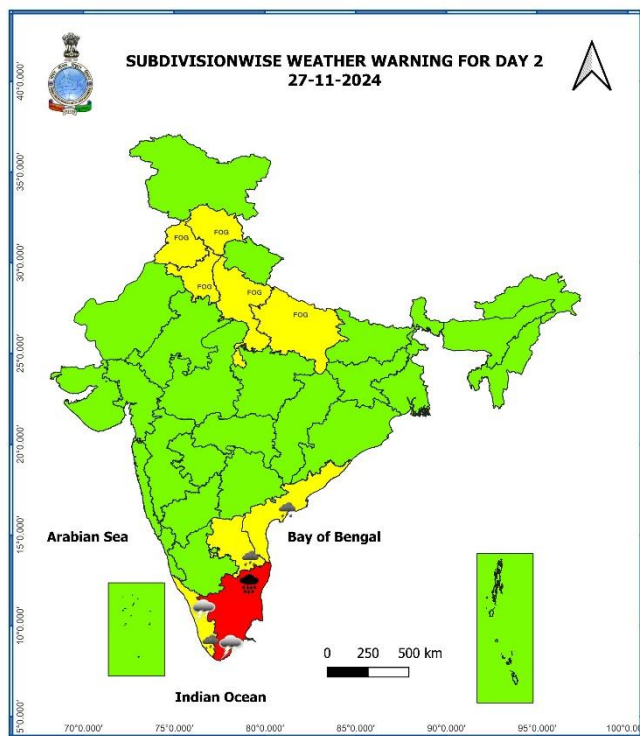 SUBDIVISIONWISE WEATHER WARNING FOR DAY 2
27-11-2024
40°0.000'
35°0.000'
FOG
FOG
30°0.000'
FOG
FOG
FOG
25°0.000'
20°0.000'
15°0.000'
Arabian Sea
Bay of Bengal
10°0.000'
0 250 500 km
Indian Ocean
5°0.000'
70°0.000' 75°0.000' 80°0.000' 85°0.000' 90°0.000' 95°0.000' 100°0.000'